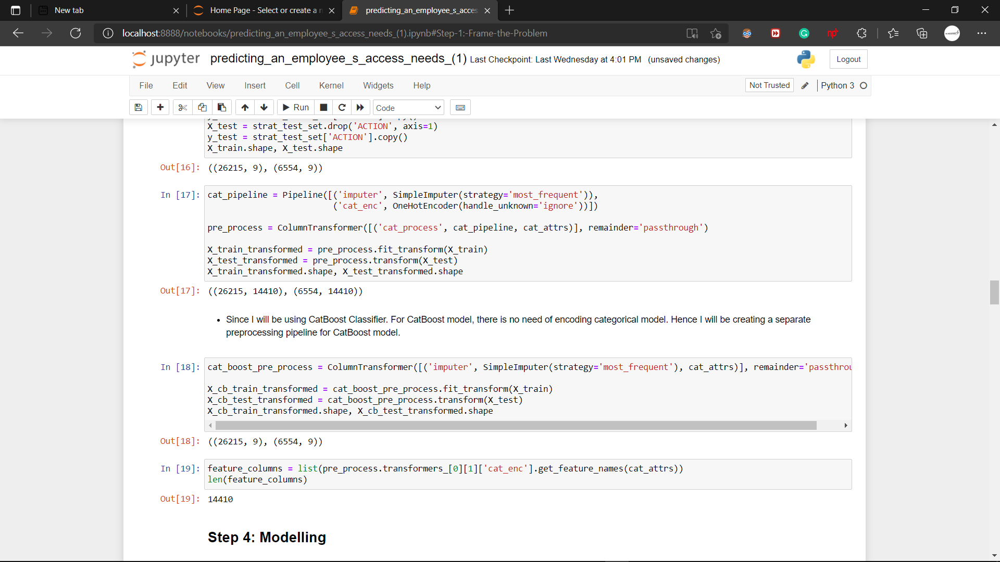 New tab
Home Page - Select or create a n
predicting_an_employee_s_acces
localhost:8888/notebooks/predicting_an_employee_s_access_needs_(1).ipynb#Step-1:-Frame-the-Problem
jupyter predicting_an_employee_s_access_needs_(1) Last Checkpoint: Last Wednesday at 4:01 PM (unsaved changes)
Logout
File Edit View Insert Cell Kernel Widgets Help
Not Trusted Python 3
Run Code
X_test = strat_test_set.drop('ACTION', axis=1)
y_test = strat_test_set['ACTION'].copy()
X_train.shape, X_test.shape
Out[16]: ((26215, 9), (6554, 9))
In [17]: cat_pipeline = Pipeline([('imputer', SimpleImputer(strategy='most_frequent')),
('cat_enc', OneHotEncoder(handle_unknown='ignore'))])
pre_process = ColumnTransformer([('cat_process', cat_pipeline, cat_attrs)], remainder='passthrough')
X_train_transformed = pre_process.fit_transform(X_train)
X_test_transformed = pre_process.transform(X_test)
X_train_transformed.shape, X_test_transformed.shape
Out[17]: ((26215, 14410), (6554, 14410))
• Since I will be using CatBoost Classifier. For CatBoost model, there is no need of encoding categorical model. Hence I will be creating a separate
preprocessing pipeline for CatBoost model.
In [18]: cat_boost_pre_process = ColumnTransformer([('imputer', SimpleImputer(strategy='most_frequent'), cat_attrs)], remainder='passthrou
X_cb_train_transformed = cat_boost_pre_process.fit_transform(X_train)
X_cb_test_transformed = cat_boost_pre_process.transform(X_test)
X_cb_train_transformed.shape, X_cb_test_transformed.shape
Out[18]: ((26215, 9), (6554, 9))
In [19]: feature_columns = list(pre_process.transformers_[0][1]['cat_enc'].get_feature_names(cat_attrs))
len(feature_columns)
Out[19]: 14410
Step 4: Modelling